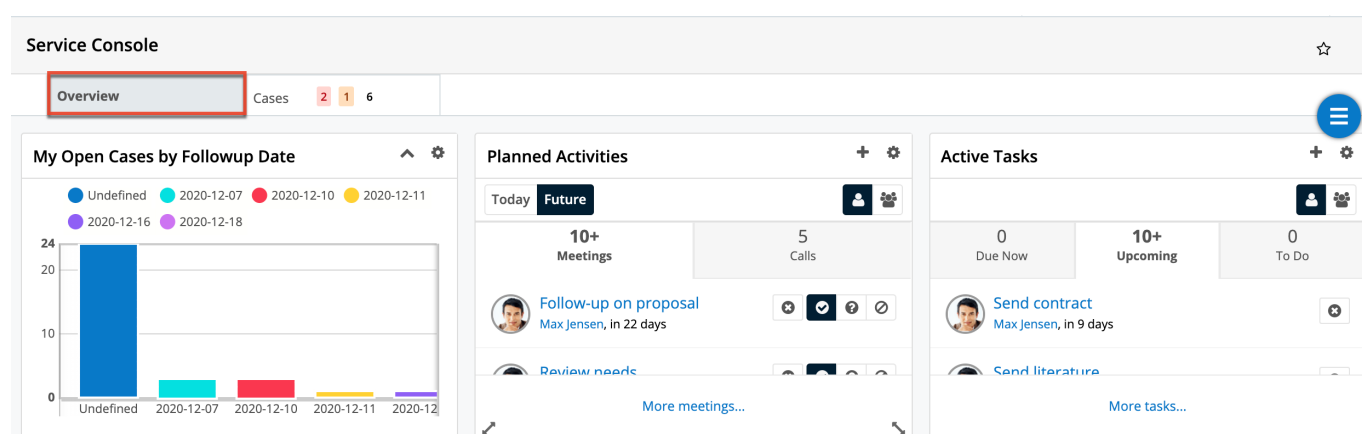 Service Console
Overview
Cases 2 1 6
My Open Cases by Followup Date
Undefined 2020-12-07 2020-12-10 2020-12-11
2020-12-16 2020-12-18
24
20
10
0
Undefined 2020-12-07 2020-12-10 2020-12-11 2020-12
Planned Activities
Today Future
10+ 5
Meetings Calls
Follow-up on proposal
Max Jensen, in 22 days
Review needs
More meetings...
Active Tasks
0 10+ 0
Due Now Upcoming To Do
Send contract
Max Jensen, in 9 days
Send literature
More tasks...